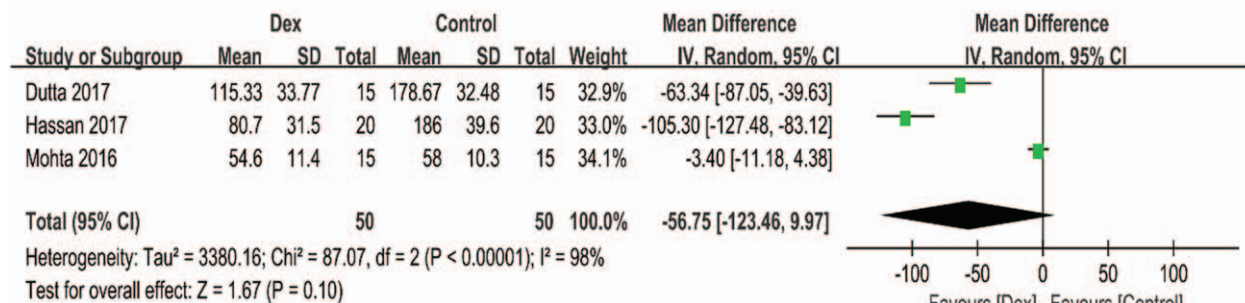 Dex Control Mean Difference Mean Difference
Study or Subgroup Mean SD Total Mean SD Total Weight IV, Random, 95% CI IV, Random, 95% CI
Dutta 2017 115.33 33.77 15 178.67 32.48 15 32.9% -63.34 [-87.05, -39.63]
Hassan 2017 80.7 31.5 20 186 39.6 20 33.0% -105.30 [-127.48, -83.12]
Mohta 2016 54.6 11.4 15 58 10.3 15 34.1% -3.40 [-11.18, 4.38]
Total (95% CI) 50 50 100.0% -56.75 [-123.46, 9.97]
Heterogeneity: Tau² = 3380.16; Chi² = 87.07, df = 2 (P < 0.00001); I² = 98%
Test for overall effect: Z = 1.67 (P = 0.10)
-100 -50 0 50 100
Favours [Dex] Favours [Control]